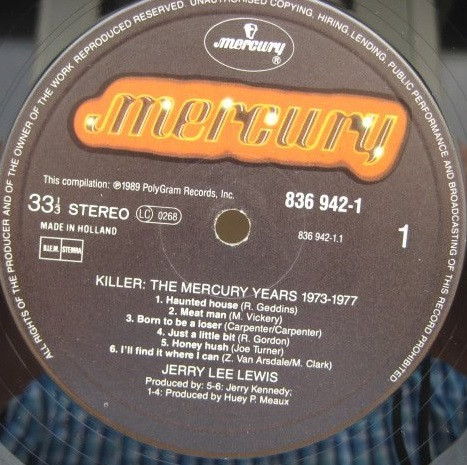 ALL RIGHTS OF THE PRODUCER AND OF THE OWNER OF THE WORK REPRODUCED RESERVED. UNAUTHORISED COPYING, HIRING, LENDING, PUBLIC PERFORMANCE AND BROADCASTING OF THIS RECORD PROHIBITED.
mercury
®
mercury
This compilation: ℗1989 PolyGram Records, Inc.
836 942-1
33⅓ STEREO LC 0268
836 942-1.1
1
MADE IN HOLLAND
B.I.E.M. STEMRA
KILLER: THE MERCURY YEARS 1973-1977
1. Haunted house (R. Geddins)
2. Meat man (M. Vickery)
3. Born to be a loser (Carpenter/Carpenter)
4. Just a little bit (R. Gordon)
5. Honey hush (Joe Turner)
6. I'll find it where I can (Z. Van Arsdale/M. Clark)
JERRY LEE LEWIS
Produced by: 5-6: Jerry Kennedy;
1-4: Produced by Huey P. Meaux